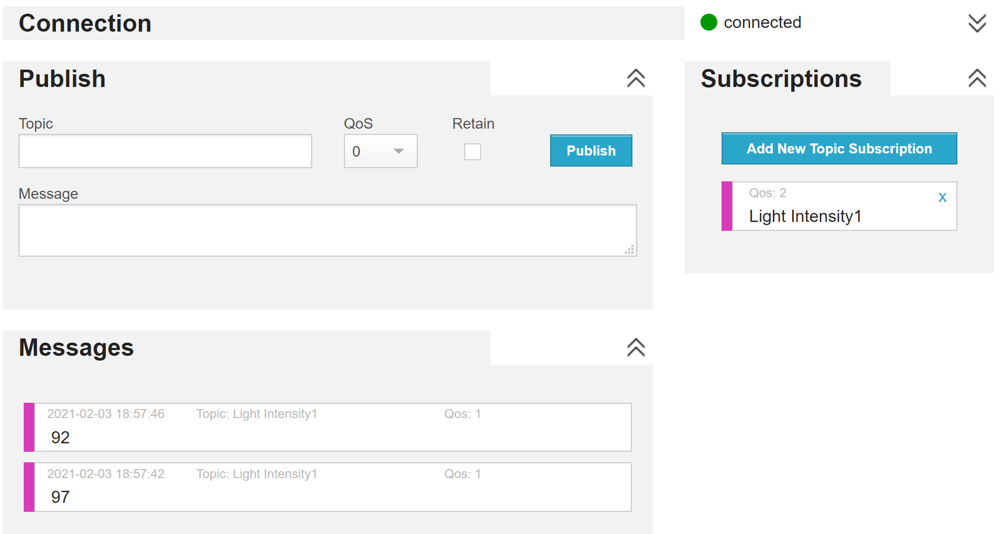 Connection
connected
Publish
Topic
QoS
Retain
0
Publish
Message
Subscriptions
Add New Topic Subscription
Qos: 2
x
Light Intensity1
Messages
2021-02-03 18:57:46 Topic: Light Intensity1 Qos: 1
92
2021-02-03 18:57:42 Topic: Light Intensity1 Qos: 1
97